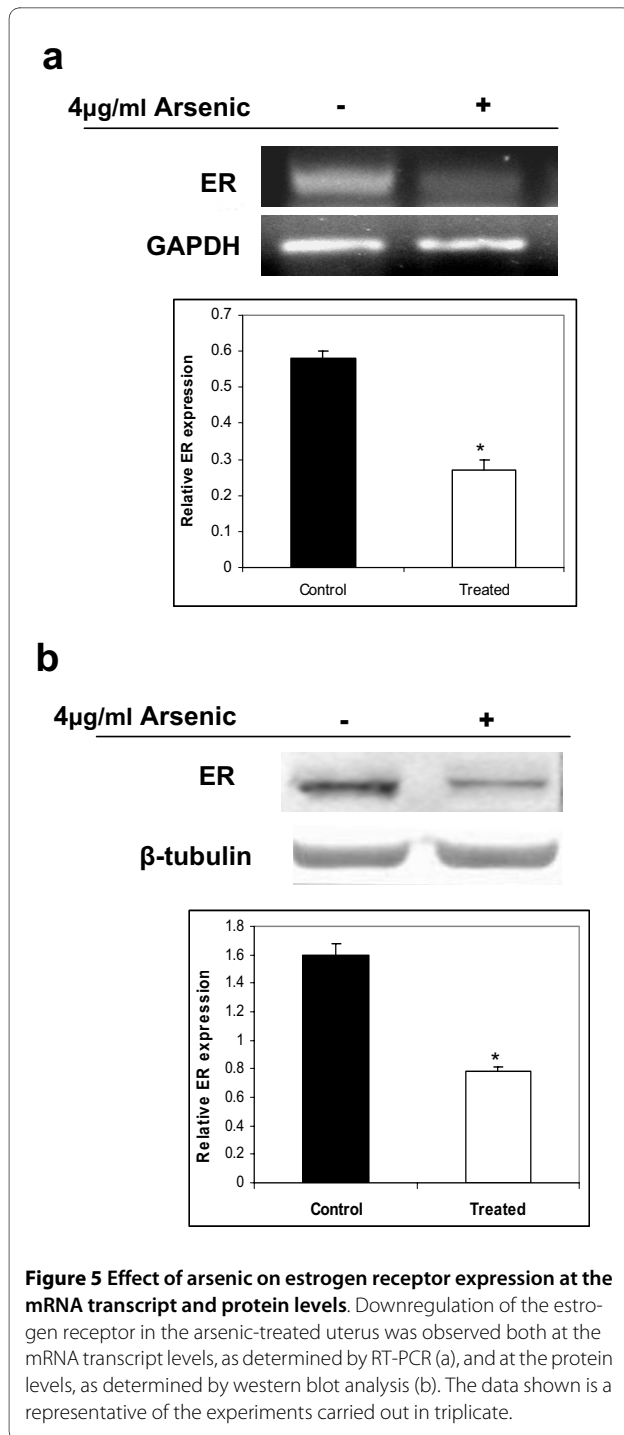 a
4µg/ml Arsenic - +
ER
GAPDH
Relative ER expression
0.7
0.6
0.5
0.4
0.3
0.2
0.1
0
*
Control Treated
b
4µg/ml Arsenic - +
ER
β-tubulin
Relative ER expression
1.8
1.6
1.4
1.2
1
0.8
0.6
0.4
0.2
0
*
Control Treated
Figure 5 Effect of arsenic on estrogen receptor expression at the
mRNA transcript and protein levels. Downregulation of the estro-
gen receptor in the arsenic-treated uterus was observed both at the
mRNA transcript levels, as determined by RT-PCR (a), and at the protein
levels, as determined by western blot analysis (b). The data shown is a
representative of the experiments carried out in triplicate.